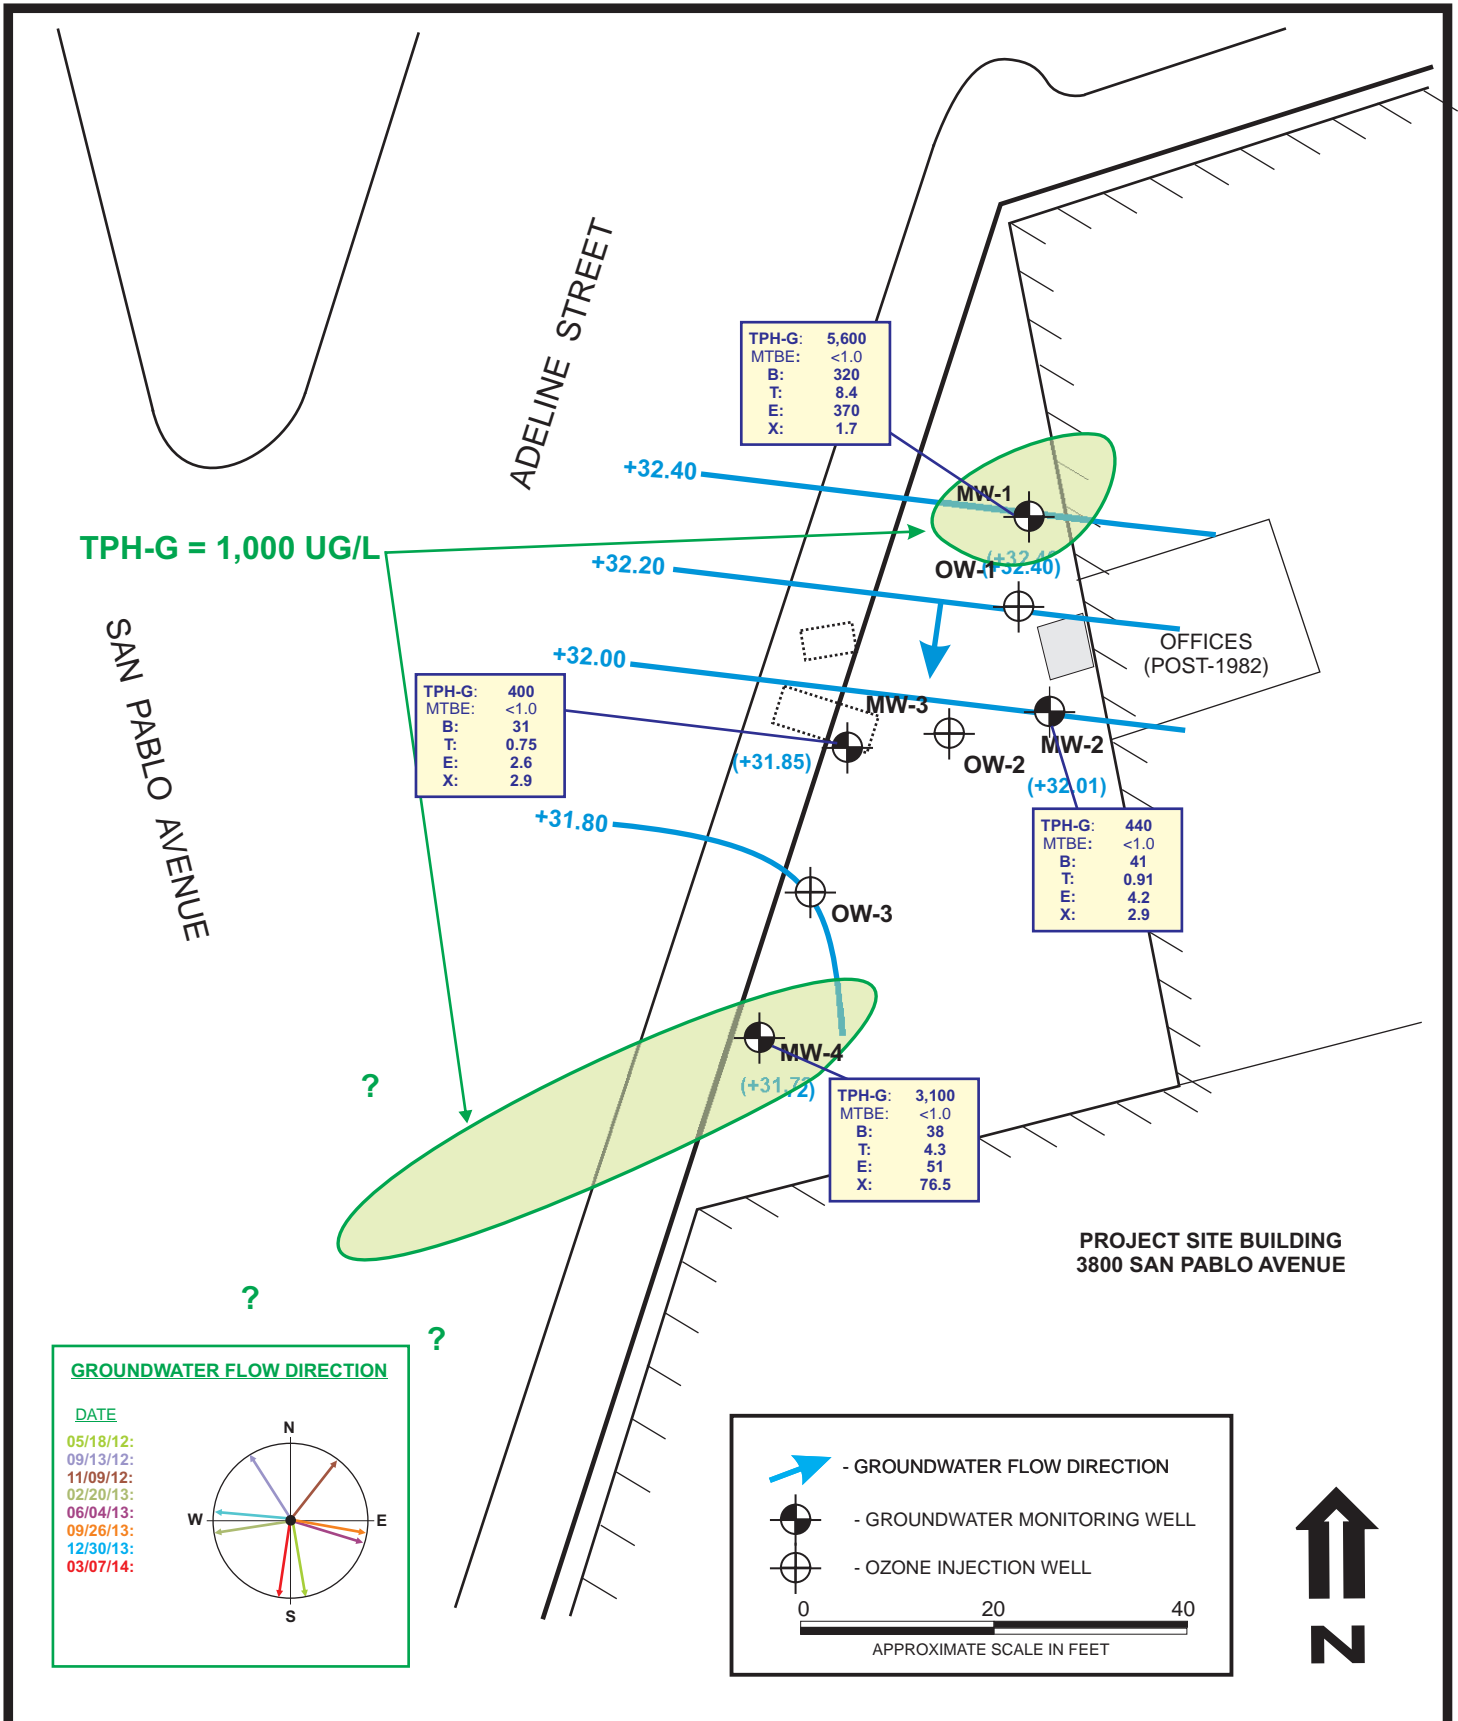 ADELINE STREET
SAN PABLO AVENUE
TPH-G: 5,600
MTBE: <1.0
B: 320
T: 8.4
E: 370
X: 1.7
+32.40
MW-1
(+32.40)
TPH-G = 1,000 UG/L
+32.20
OW-1
OFFICES
(POST-1982)
+32.00
TPH-G: 400
MTBE: <1.0
B: 31
T: 0.75
E: 2.6
X: 2.9
MW-3
(+31.85)
OW-2
MW-2
(+32.01)
TPH-G: 440
MTBE: <1.0
B: 41
T: 0.91
E: 4.2
X: 2.9
+31.80
OW-3
MW-4
(+31.72)
TPH-G: 3,100
MTBE: <1.0
B: 38
T: 4.3
E: 51
X: 76.5
?
?
?
PROJECT SITE BUILDING
3800 SAN PABLO AVENUE
GROUNDWATER FLOW DIRECTION
DATE
05/18/12:
09/13/12:
11/09/12:
02/20/13:
06/04/13:
09/26/13:
12/30/13:
03/07/14:
N
W
E
S
- GROUNDWATER FLOW DIRECTION
- GROUNDWATER MONITORING WELL
- OZONE INJECTION WELL
0 20 40
APPROXIMATE SCALE IN FEET
N